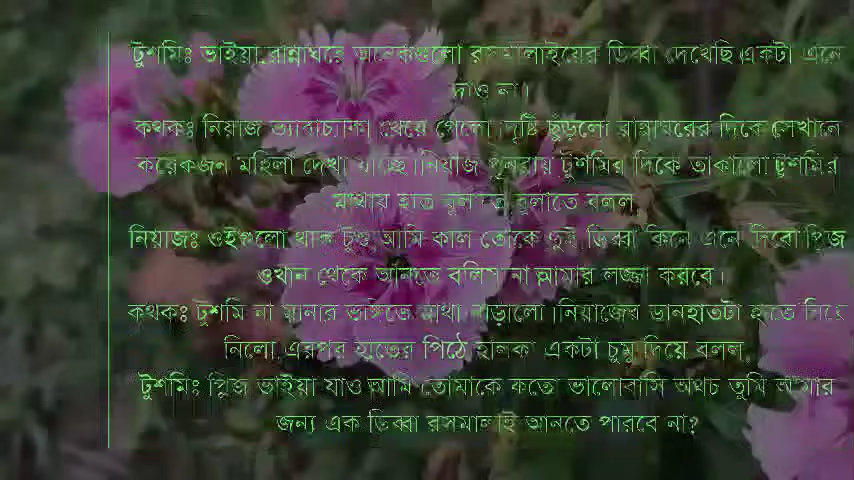 টুশমিঃ ভাইয়া,রান্নাঘরে অনেকগুলো রসমালাইয়ের ডিব্বা দেখেছি।একটা এনে
দাও না।
কথকঃ নিয়াজ ভ্যাবাচ্যাকা খেয়ে গেলো।দৃষ্টি ছুঁড়লো রান্নাঘরের দিকে।সেখানে
কয়েকজন মহিলা দেখা যাচ্ছে।নিয়াজ পুনরায় টুশমির দিকে তাকালো।টুশমির
মাথায় হাত বুলাতে বুলাতে বলল,
নিয়াজঃ ওইগুলো থাক টুশু,আমি কাল তোকে দুই ডিব্বা কিনে এনে দিবো।প্লিজ
ওখান থেকে আনতে বলিশ না,আমার লজ্জা করবে।
কথকঃ টুশমি না মানার ভঙ্গিতে মাথা নাড়ালো।নিয়াজের ডানহাতটা হাতে নিয়ে
নিলো,এরপর হাতের পিঠে হালকা একটা চুমু দিয়ে বলল,
টুশমিঃ প্লিজ ভাইয়া যাও,আমি তোমাকে কতো ভালোবাসি অথচ তুমি আমার
জন্য এক ডিব্বা রসমালাই আনতে পারবে না?